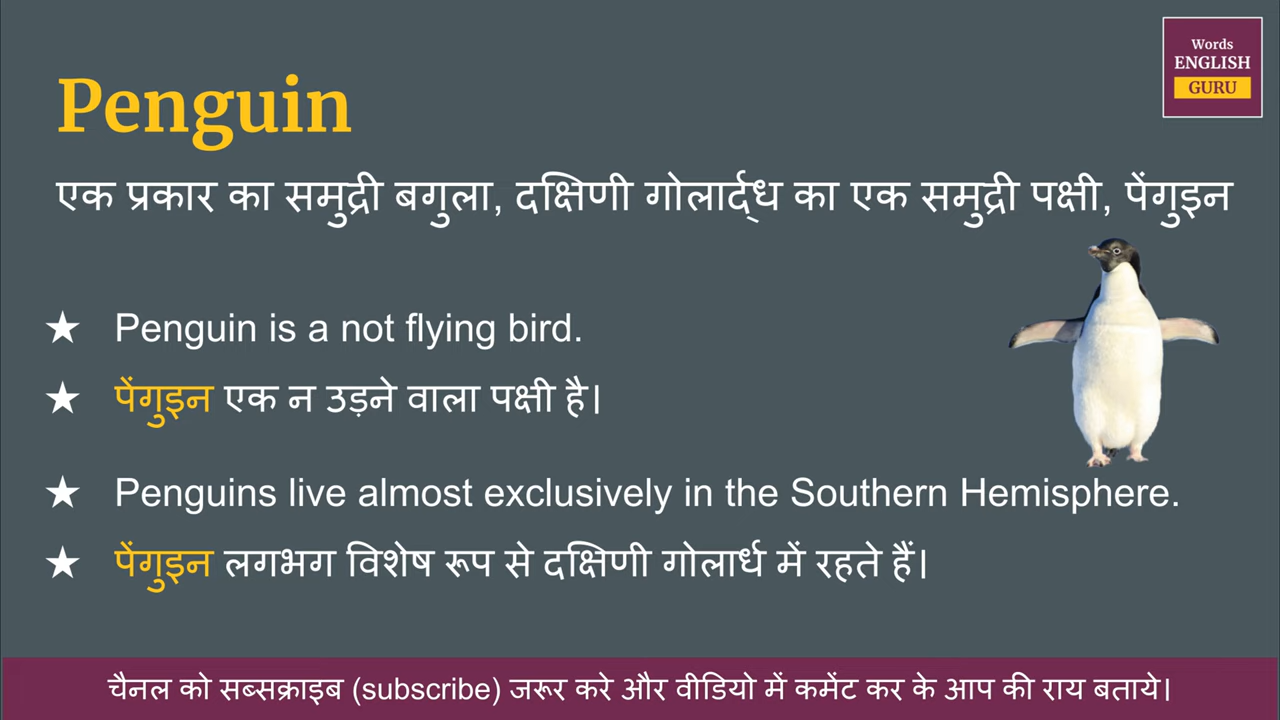 Words
ENGLISH
GURU
Penguin
एक प्रकार का समुद्री बगुला, दक्षिणी गोलार्द्ध का एक समुद्री पक्षी, पेंगुइन
★ Penguin is a not flying bird.
★ पेंगुइन एक न उड़ने वाला पक्षी है।
★ Penguins live almost exclusively in the Southern Hemisphere.
★ पेंगुइन लगभग विशेष रूप से दक्षिणी गोलार्ध में रहते हैं।
चैनल को सब्सक्राइब (subscribe) जरूर करे और वीडियो में कमेंट कर के आप की राय बताये।